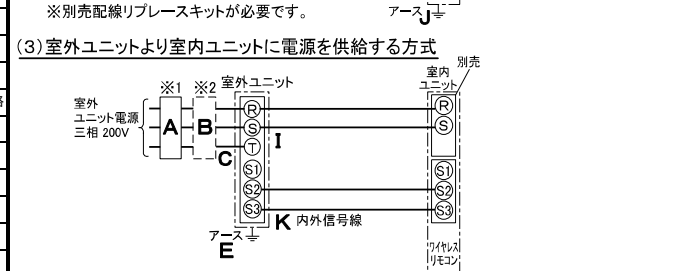 ※別売配線リプレースキットが必要です。
アース J
(3)室外ユニットより室内ユニットに電源を供給する方式
※1 ※2 室外ユニット
室内
ユニット
別売
室外
ユニット電源
三相 200V
A B C
R
S
T
S1
S2
S3
I
R
S
S1
S2
S3
K 内外信号線
アース
E
ワイヤレス
リモコン